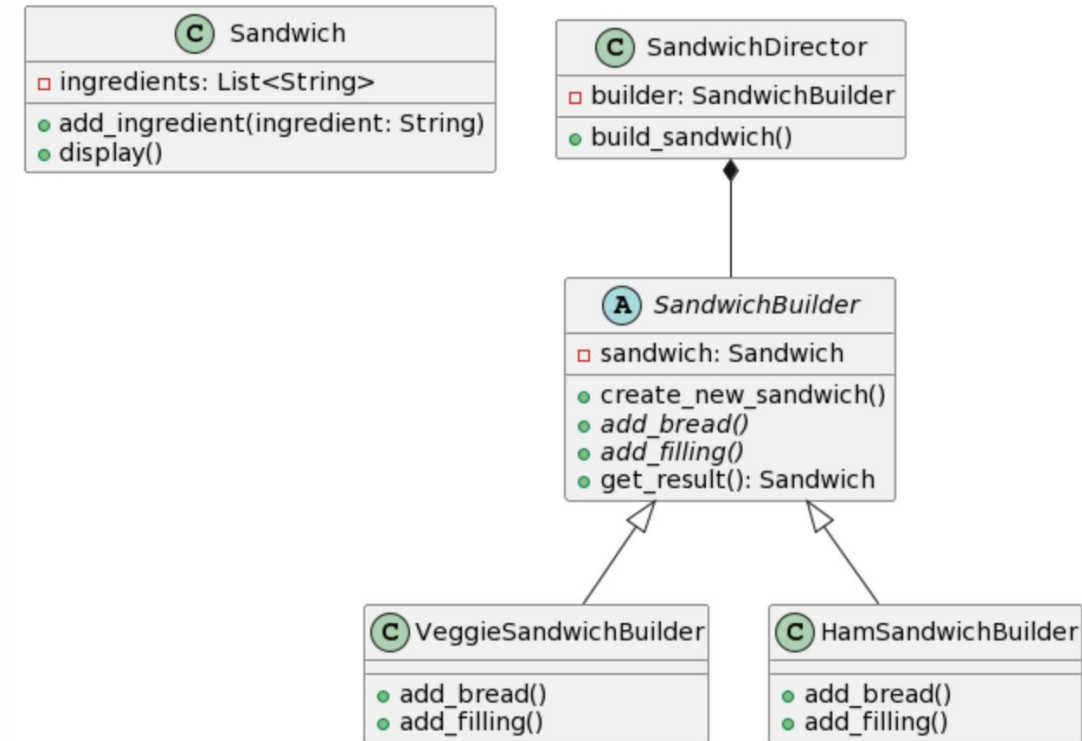 C Sandwich
ingredients: List<String>
add_ingredient(ingredient: String)
display()
C SandwichDirector
builder: SandwichBuilder
build_sandwich()
A SandwichBuilder
sandwich: Sandwich
create_new_sandwich()
add_bread()
add_filling()
get_result(): Sandwich
C VeggieSandwichBuilder
add_bread()
add_filling()
C HamSandwichBuilder
add_bread()
add_filling()